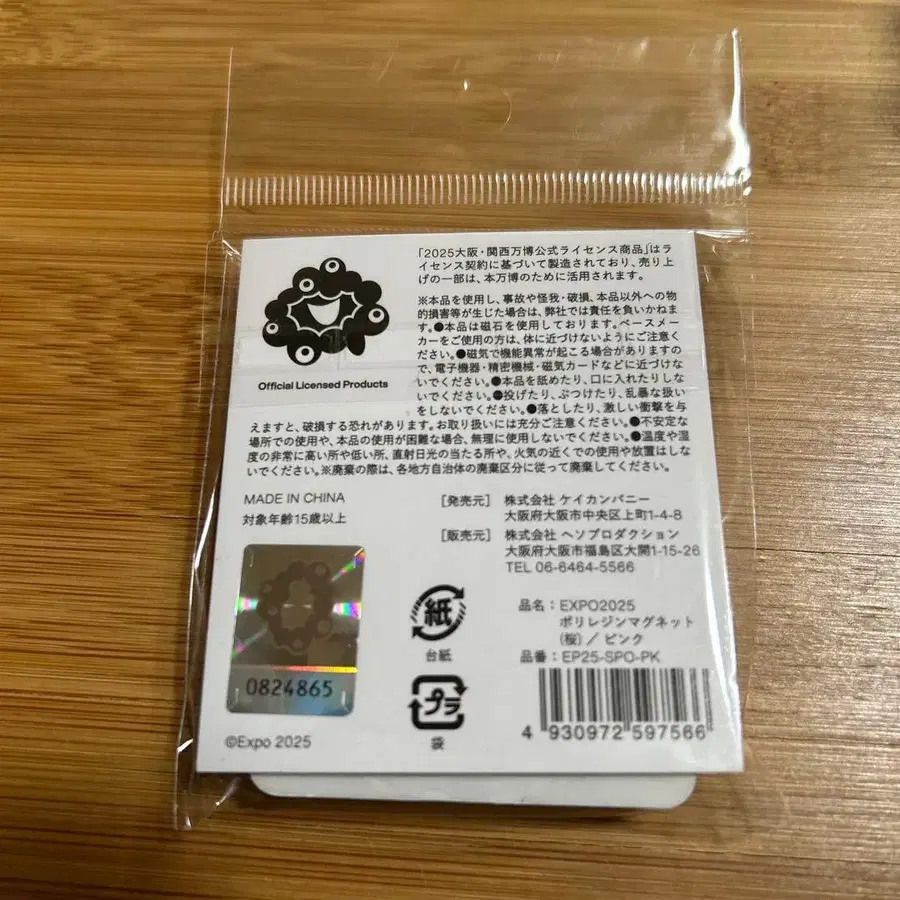 「2025大阪・関西万博公式ライセンス商品」はラ
イセンス契約に基づいて製造されており、売り上
げの一部は、本万博のために活用されます。
Official Licensed Products
※本品を使用し、事故や怪我・破損、本品以外への物
的損害等が生じた場合は、弊社では責任を負いかねま
す。●本品は磁石を使用しております。ペースメー
カーをご使用の方は、体に近づけないようにご注意く
ださい。●磁気で機能異常が起こる場合がありますの
で、電子機器・精密機械・磁気カードなどに近づけな
いでください。●本品を舐めたり、口に入れたりしな
いでください。●投げたり、ぶつけたり、乱暴な扱い
をしないでください。●落としたり、激しい衝撃を与
えますと、破損する恐れがあります。お取り扱いには充分ご注意ください。●不安定な
場所での使用や、本品の使用が困難な場合、無理に使用しないでください。●温度や湿
度の非常に高い所や低い所、直射日光の当たる所や、火気の近くでの使用や放置はしな
いでください。※廃棄の際は、各地方自治体の廃棄区分に従って廃棄してください。
MADE IN CHINA
対象年齢15歳以上
[発売元] 株式会社 ケイカンパニー
大阪府大阪市中央区上町1-4-8
[販売元] 株式会社 ヘソプロダクション
大阪府大阪市福島区大開1-15-26
TEL 06-6464-5566
紙
台紙
プラ
袋
品名：EXPO2025
ポリレジンマグネット
(桜)／ピンク
品番：EP25-SPO-PK
4 930972 597566
0824865
©Expo 2025